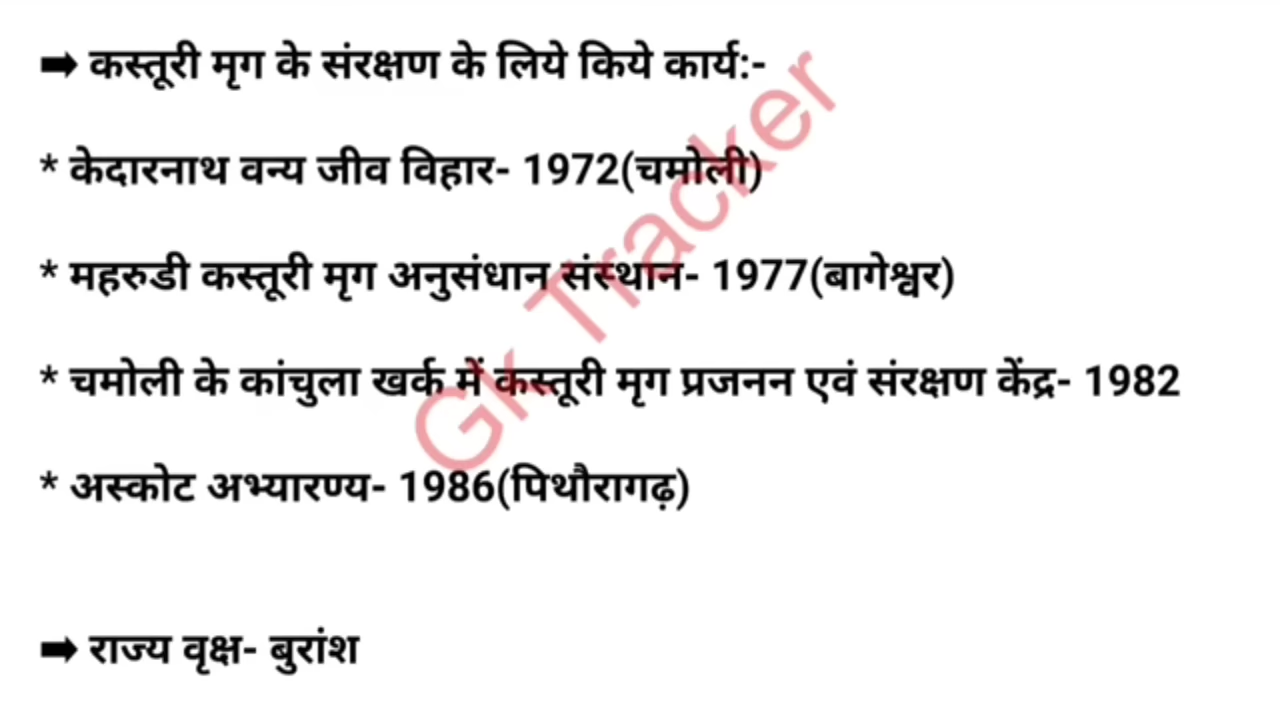 ➡ कस्तूरी मृग के संरक्षण के लिये किये कार्य:-
* केदारनाथ वन्य जीव विहार- 1972(चमोली)
* महरुडी कस्तूरी मृग अनुसंधान संस्थान- 1977(बागेश्वर)
* चमोली के कांचुला खर्क में कस्तूरी मृग प्रजनन एवं संरक्षण केंद्र- 1982
* अस्कोट अभ्यारण्य- 1986(पिथौरागढ़)
➡ राज्य वृक्ष- बुरांश
Gk Tracker